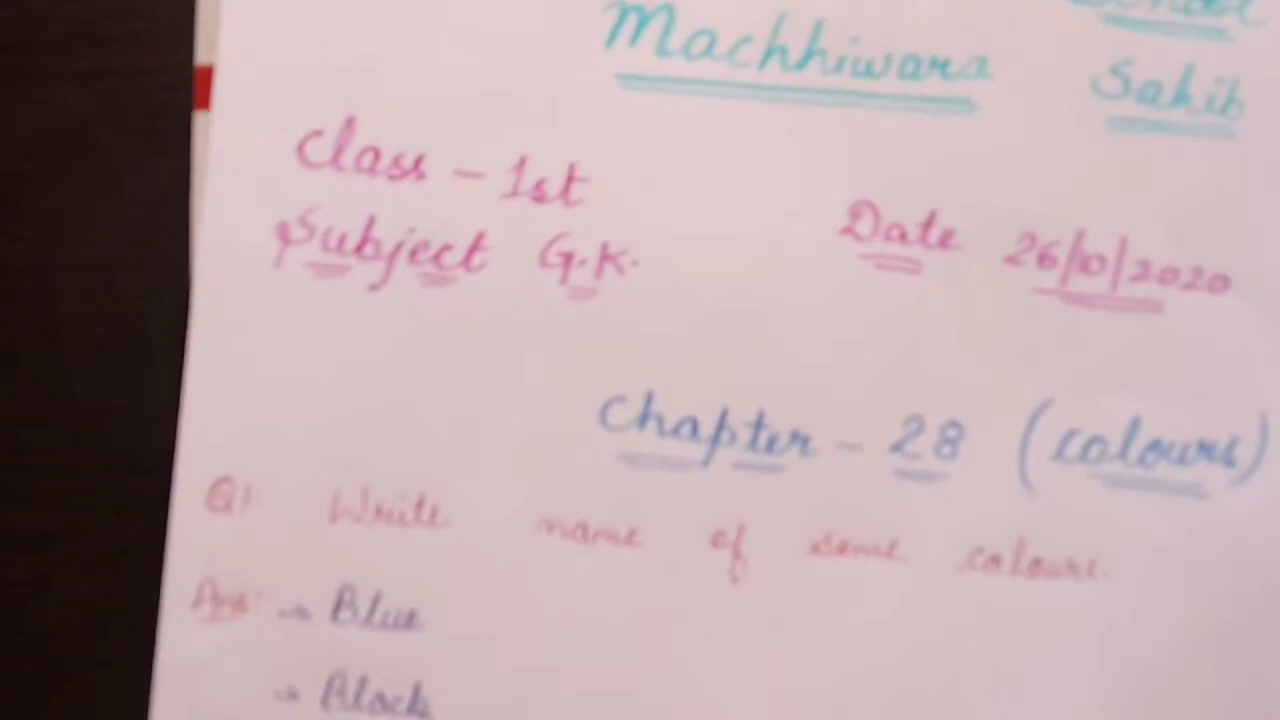 Machhiwara Sahib
Class - 1st
Subject G.K.
Date 26/10/2020
Chapter - 28 (colours)
Q1 Write name of some colours
Ans → Blue
→ Black